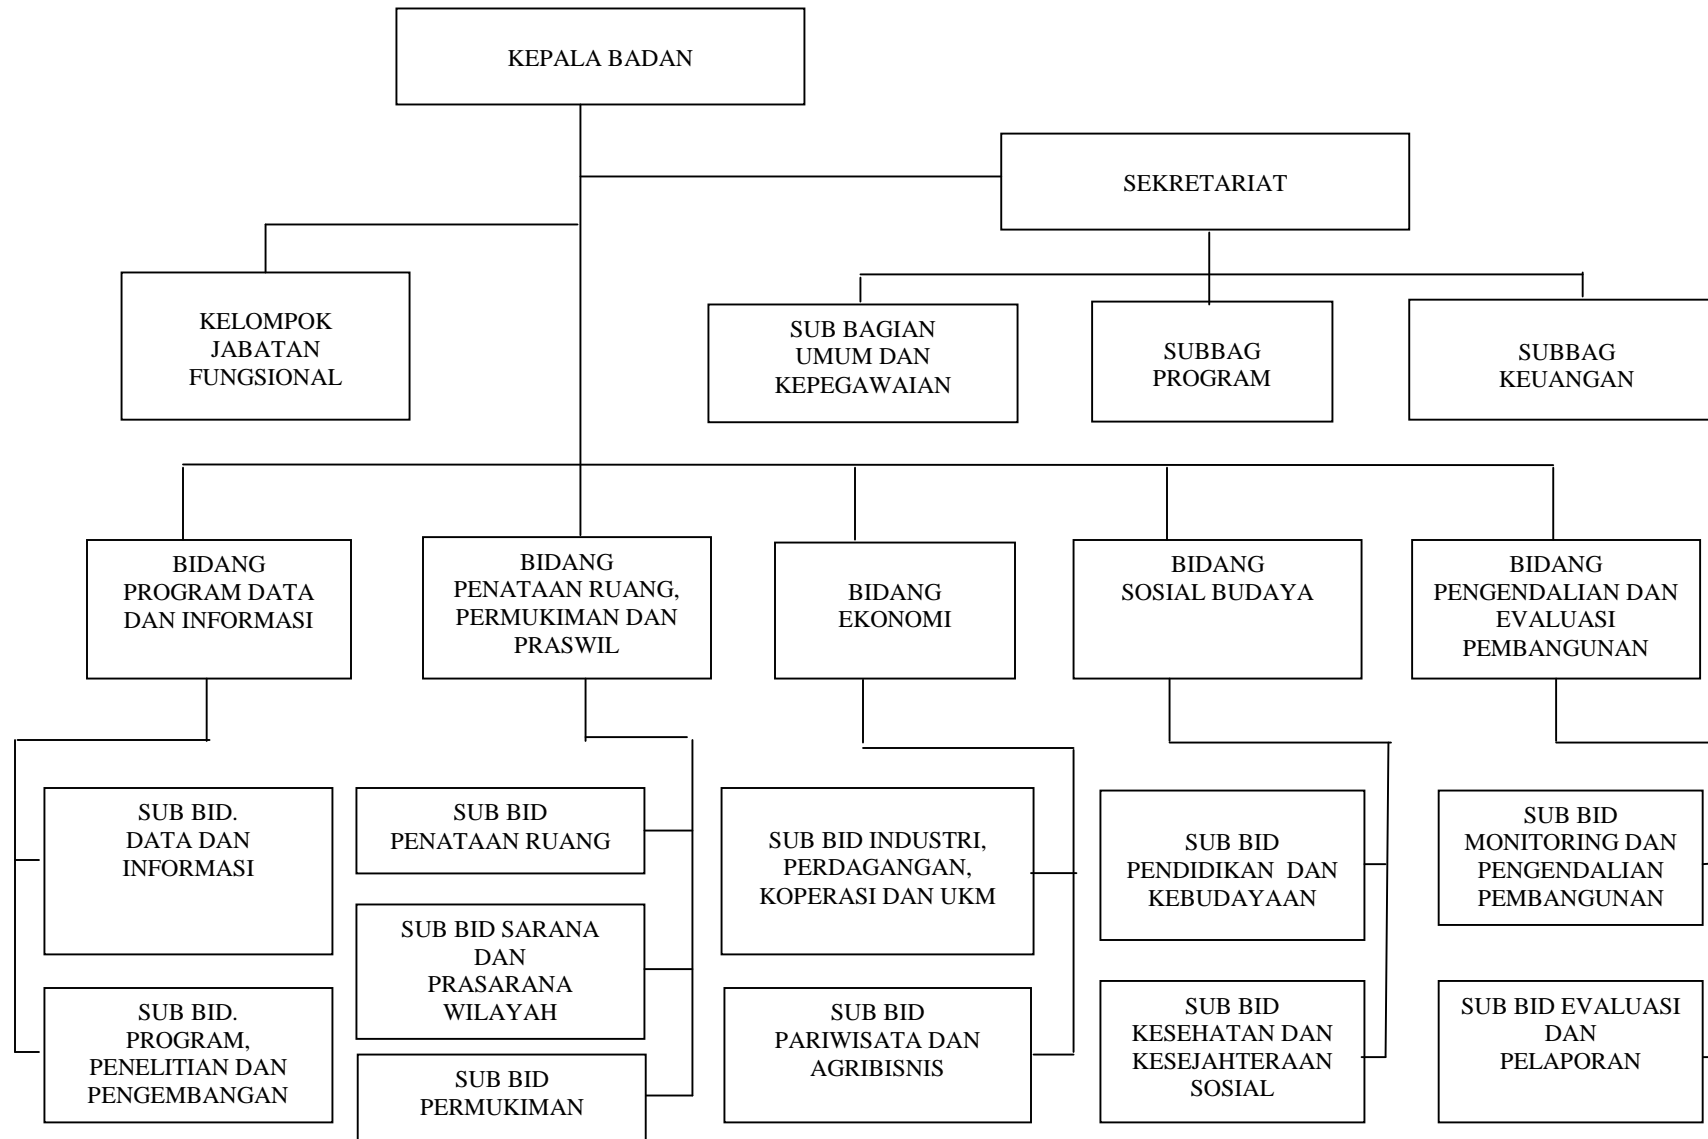 KEPALA BADAN
SEKRETARIAT
KELOMPOK
JABATAN
FUNGSIONAL
SUB BAGIAN
UMUM DAN
KEPEGAWAIAN
SUBBAG
PROGRAM
SUBBAG
KEUANGAN
BIDANG
PROGRAM DATA
DAN INFORMASI
BIDANG
PENATAAN RUANG,
PERMUKIMAN DAN
PRASWIL
BIDANG
EKONOMI
BIDANG
SOSIAL BUDAYA
BIDANG
PENGENDALIAN DAN
EVALUASI
PEMBANGUNAN
SUB BID.
DATA DAN
INFORMASI
SUB BID
PENATAAN RUANG
SUB BID INDUSTRI,
PERDAGANGAN,
KOPERASI DAN UKM
SUB BID
PENDIDIKAN  DAN
KEBUDAYAAN
SUB BID
MONITORING DAN
PENGENDALIAN
PEMBANGUNAN
SUB BID SARANA
DAN
PRASARANA
WILAYAH
SUB BID.
PROGRAM,
PENELITIAN DAN
PENGEMBANGAN
SUB BID
PERMUKIMAN
SUB BID
PARIWISATA DAN
AGRIBISNIS
SUB BID
KESEHATAN DAN
KESEJAHTERAAN
SOSIAL
SUB BID EVALUASI
DAN
PELAPORAN